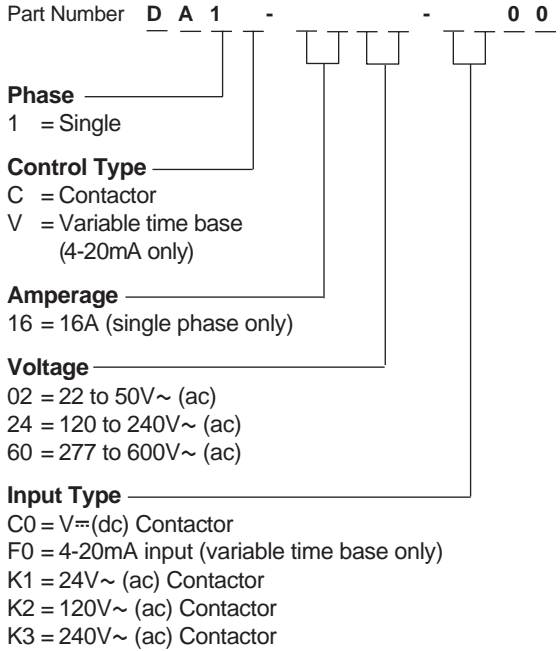 Part Number D A 1 - - 0 0
Phase
1 = Single
Control Type
C = Contactor
V = Variable time base
(4-20mA only)
Amperage
16 = 16A (single phase only)
Voltage
02 = 22 to 50V~ (ac)
24 = 120 to 240V~ (ac)
60 = 277 to 600V~ (ac)
Input Type
C0 = V⎓(dc) Contactor
F0 = 4-20mA input (variable time base only)
K1 = 24V~ (ac) Contactor
K2 = 120V~ (ac) Contactor
K3 = 240V~ (ac) Contactor